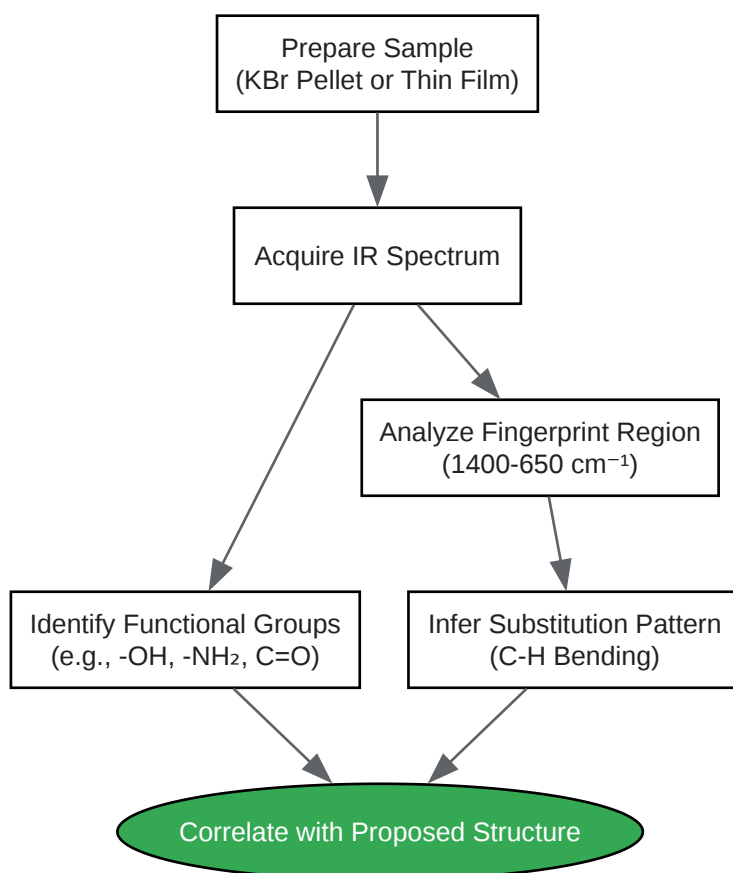 Prepare Sample
(KBr Pellet or Thin Film)
Acquire IR Spectrum
Analyze Fingerprint Region
(1400-650 cm⁻¹)
Identify Functional Groups
(e.g., -OH, -NH₂, C=O)
Infer Substitution Pattern
(C-H Bending)
Correlate with Proposed Structure